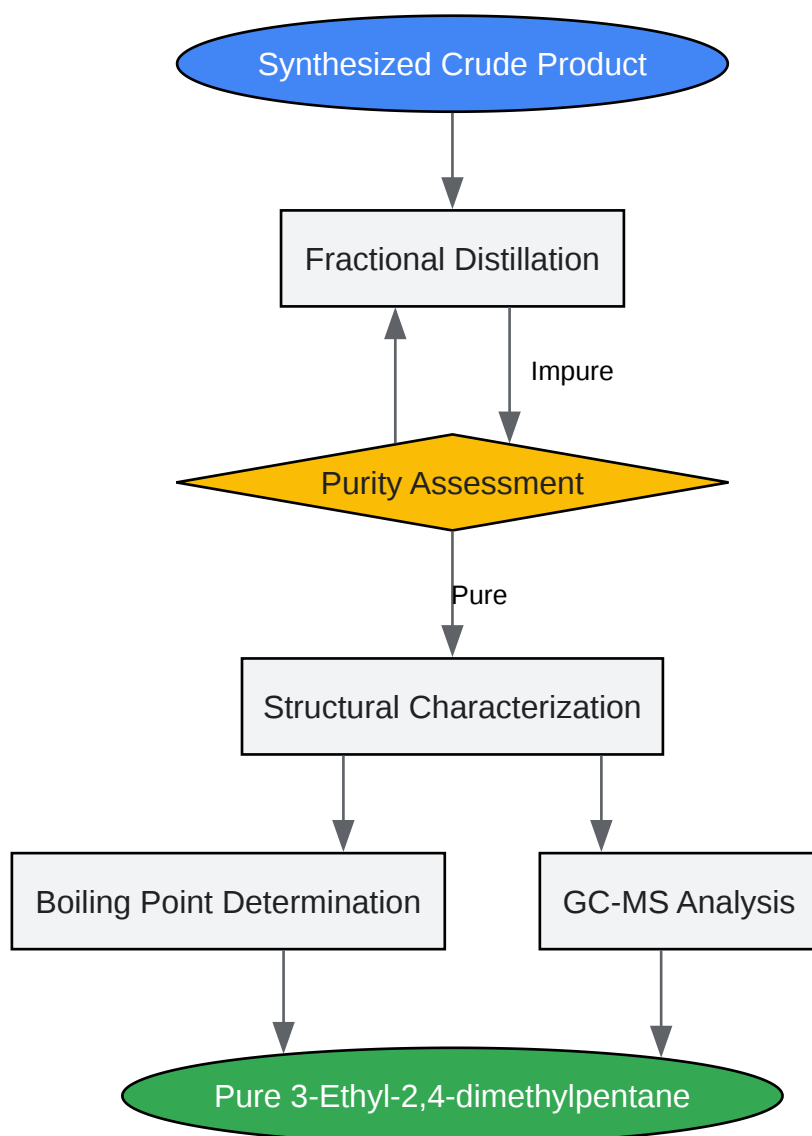 Synthesized Crude Product
Fractional Distillation
Impure
Purity Assessment
Pure
Structural Characterization
Boiling Point Determination
GC-MS Analysis
Pure 3-Ethyl-2,4-dimethylpentane